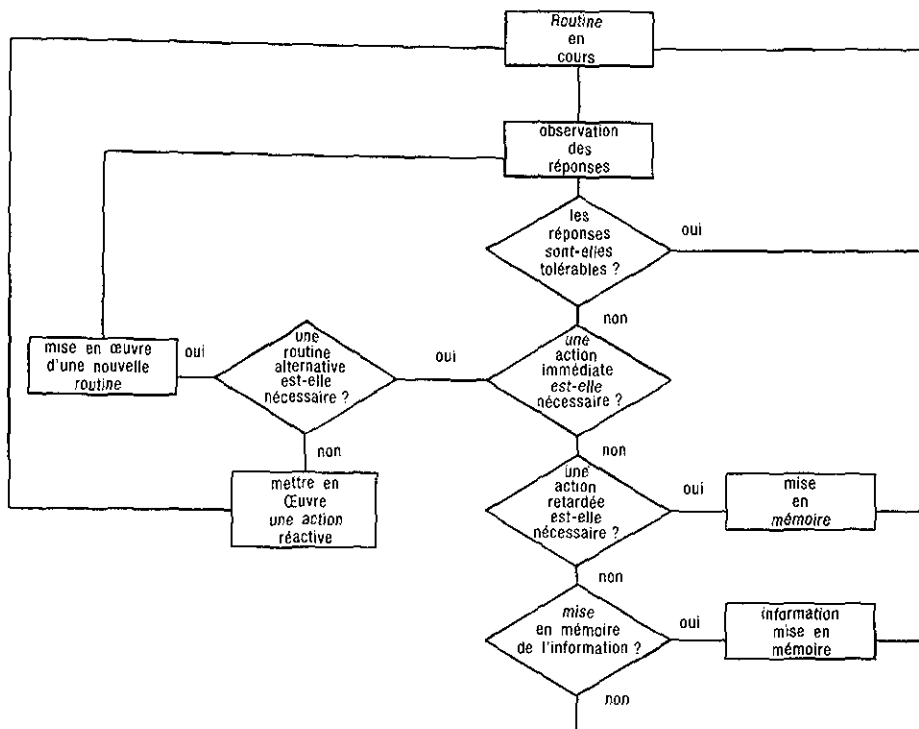 Routine
en
cours
observation
des
réponses
les
réponses
sont-elles
tolérables ?
oui
non
une
action
immédiate
est-elle
nécessaire ?
oui
une
routine
alternative
est-elle
nécessaire ?
oui
mise en œuvre
d'une nouvelle
routine
non
mettre en
Œuvre
une action
réactive
non
une
action
retardée
est-elle
nécessaire ?
oui
mise
en
mémoire
non
mise
en mémoire
de l'information ?
oui
information
mise en
mémoire
non